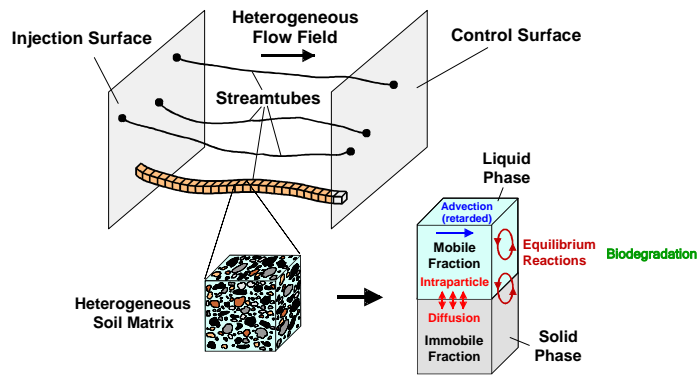 Heterogeneous
Flow Field
Injection Surface
Control Surface
Streamtubes
Liquid
Phase
Advection
(retarded)
Mobile
Fraction
Equilibrium
Reactions
Biodegradation
Intraparticle
Diffusion
Immobile
Fraction
Solid
Phase
Heterogeneous
Soil Matrix